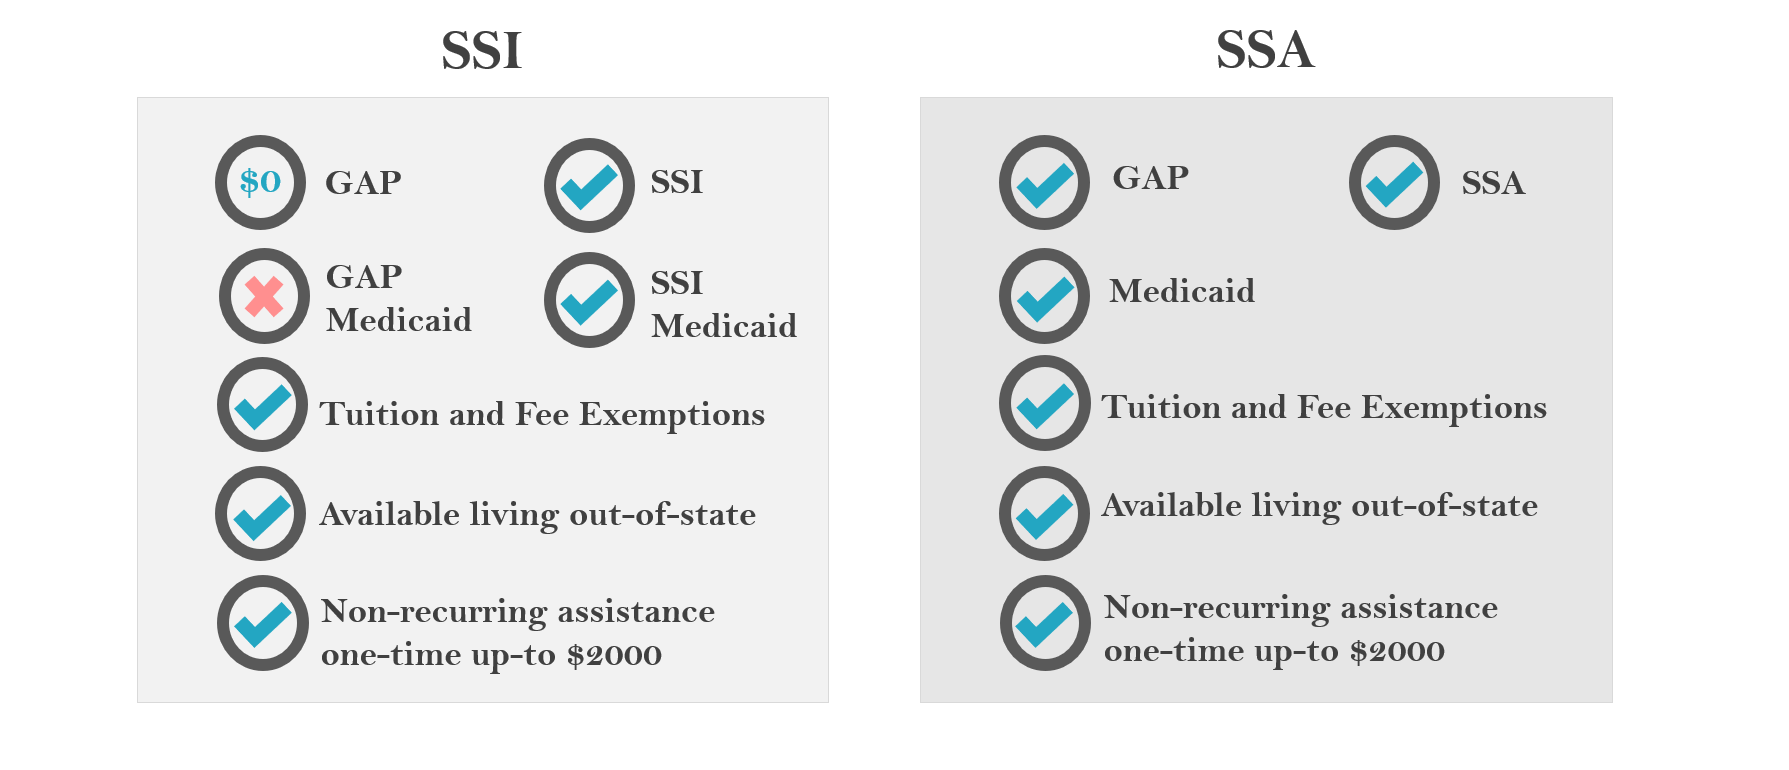 SSI
$0 GAP
SSI
GAP
Medicaid
SSI
Medicaid
Tuition and Fee Exemptions
Available living out-of-state
Non-recurring assistance
one-time up-to $2000
SSA
GAP
SSA
Medicaid
Tuition and Fee Exemptions
Available living out-of-state
Non-recurring assistance
one-time up-to $2000